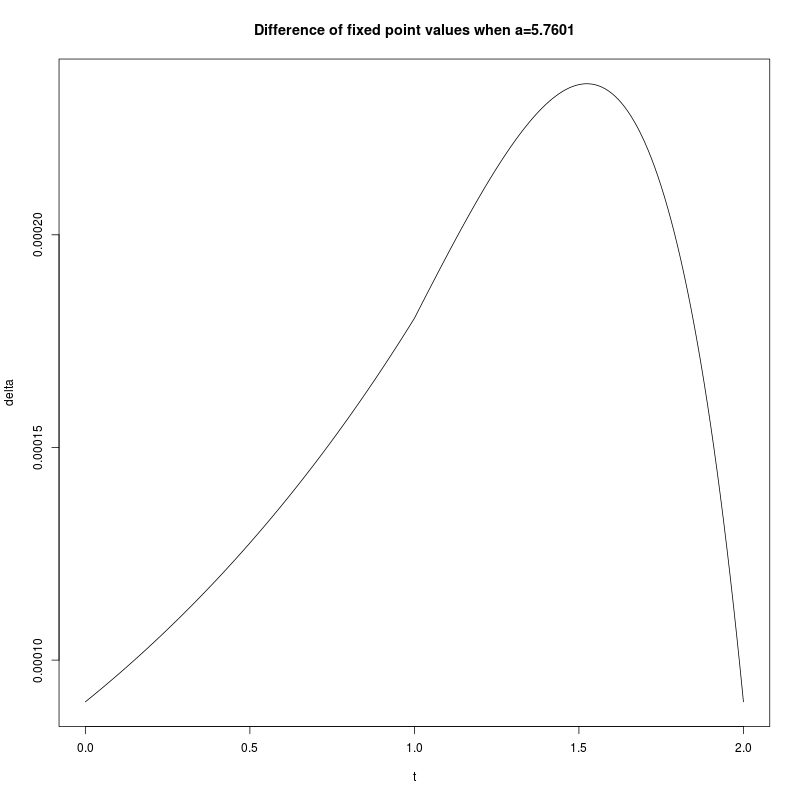 Difference of fixed point values when a=5.7601
delta
0.00020
0.00015
0.00010
0.0 0.5 1.0 1.5 2.0
t